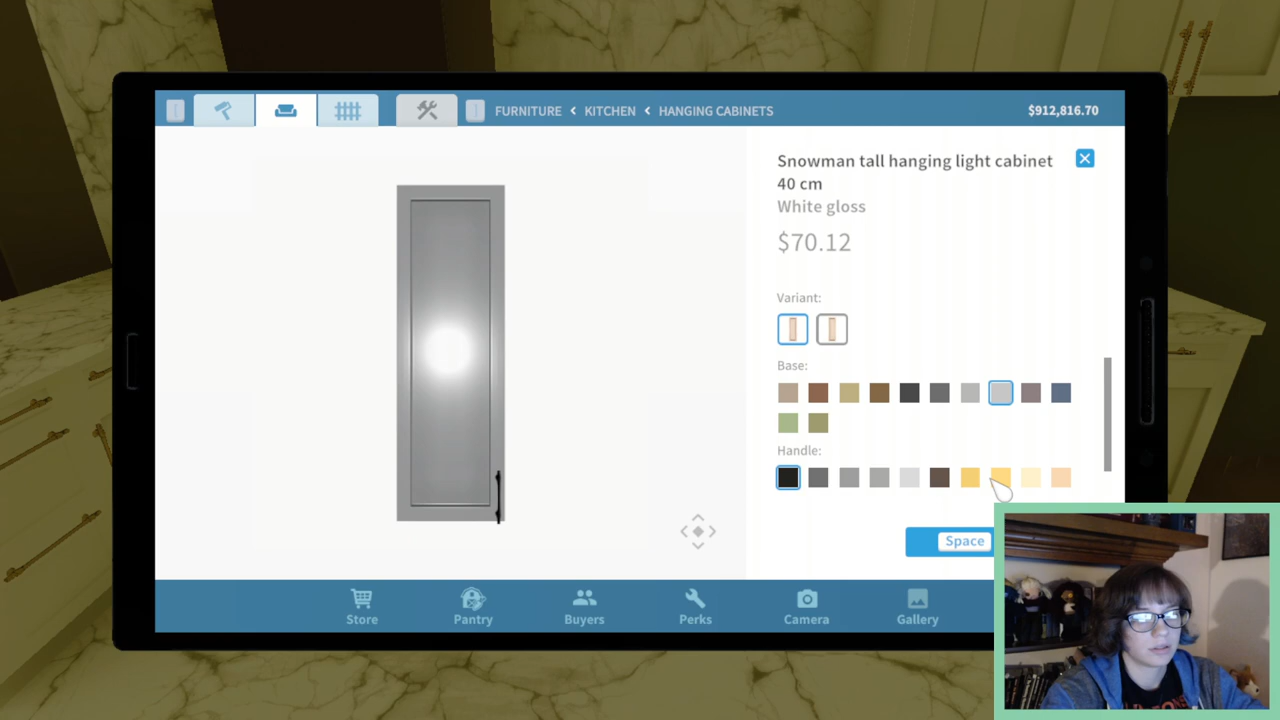 FURNITURE < KITCHEN < HANGING CABINETS
$912,816.70
Snowman tall hanging light cabinet
40 cm
White gloss
$70.12
Variant:
Base:
Handle:
Space
Store
Pantry
Buyers
Perks
Camera
Gallery